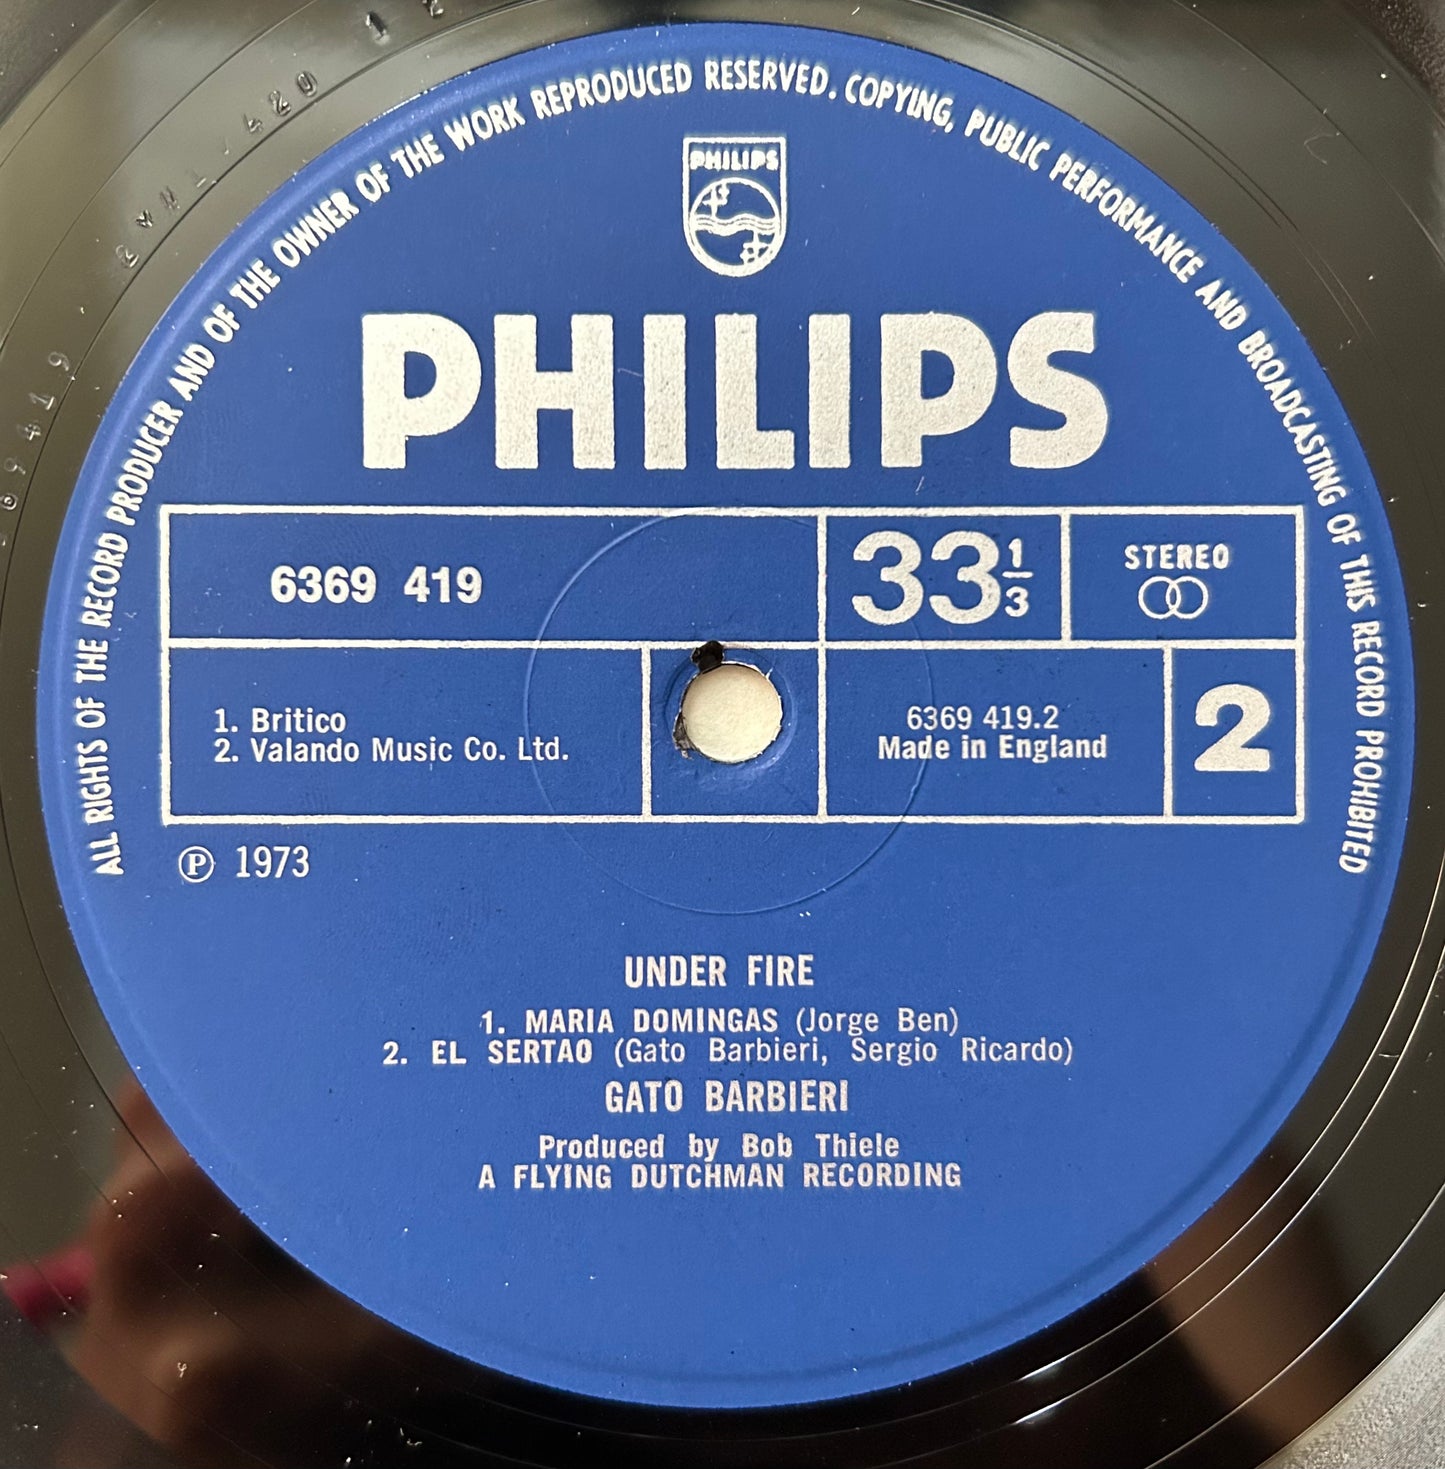 ALL RIGHTS OF THE RECORD PRODUCER AND OF THE OWNER OF THE WORK REPRODUCED RESERVED. COPYING, PUBLIC PERFORMANCE AND BROADCASTING OF THIS RECORD PROHIBITED
PHILIPS
PHILIPS
6369 419
33 1/3
STEREO
1. Britico
2. Valando Music Co. Ltd.
6369 419.2
Made in England
2
Ⓟ 1973
UNDER FIRE
1. MARIA DOMINGAS (Jorge Ben)
2. EL SERTAO (Gato Barbieri, Sergio Ricardo)
GATO BARBIERI
Produced by Bob Thiele
A FLYING DUTCHMAN RECORDING
420